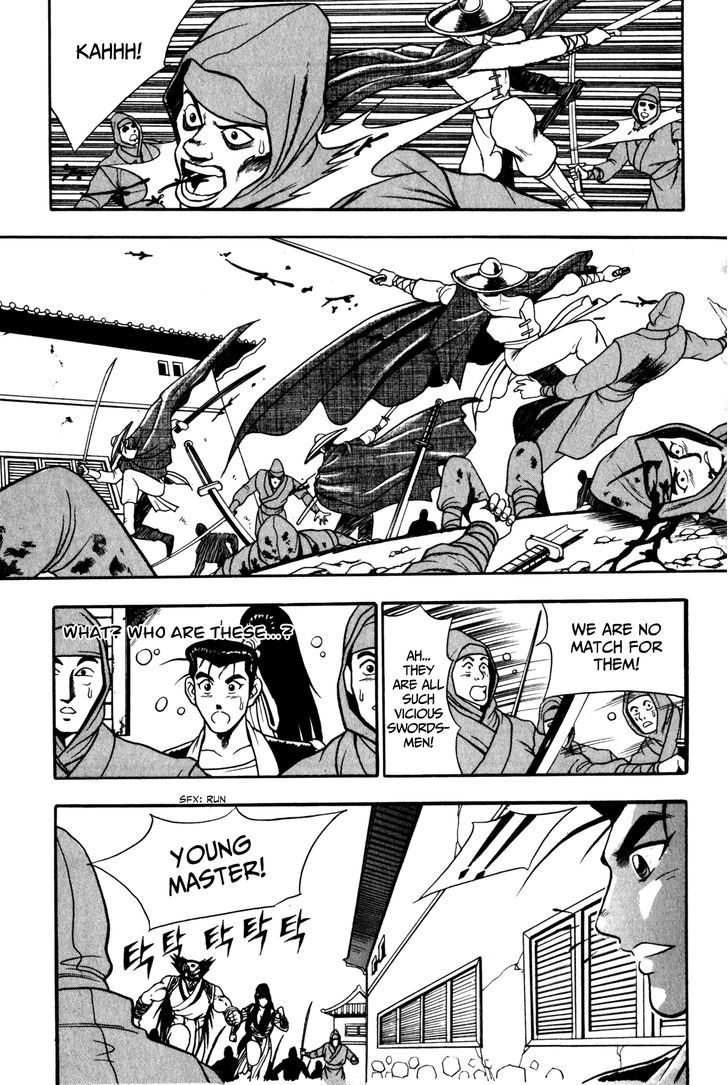 KAHHH!
WE ARE NO
MATCH FOR
THEM!
AH...
THEY
ARE ALL
SUCH
VICIOUS
SWORDS-
MEN!
WHAT? WHO ARE THESE...?
SFX: RUN
!!
YOUNG
MASTER!
탁 탁 탁 탁 탁